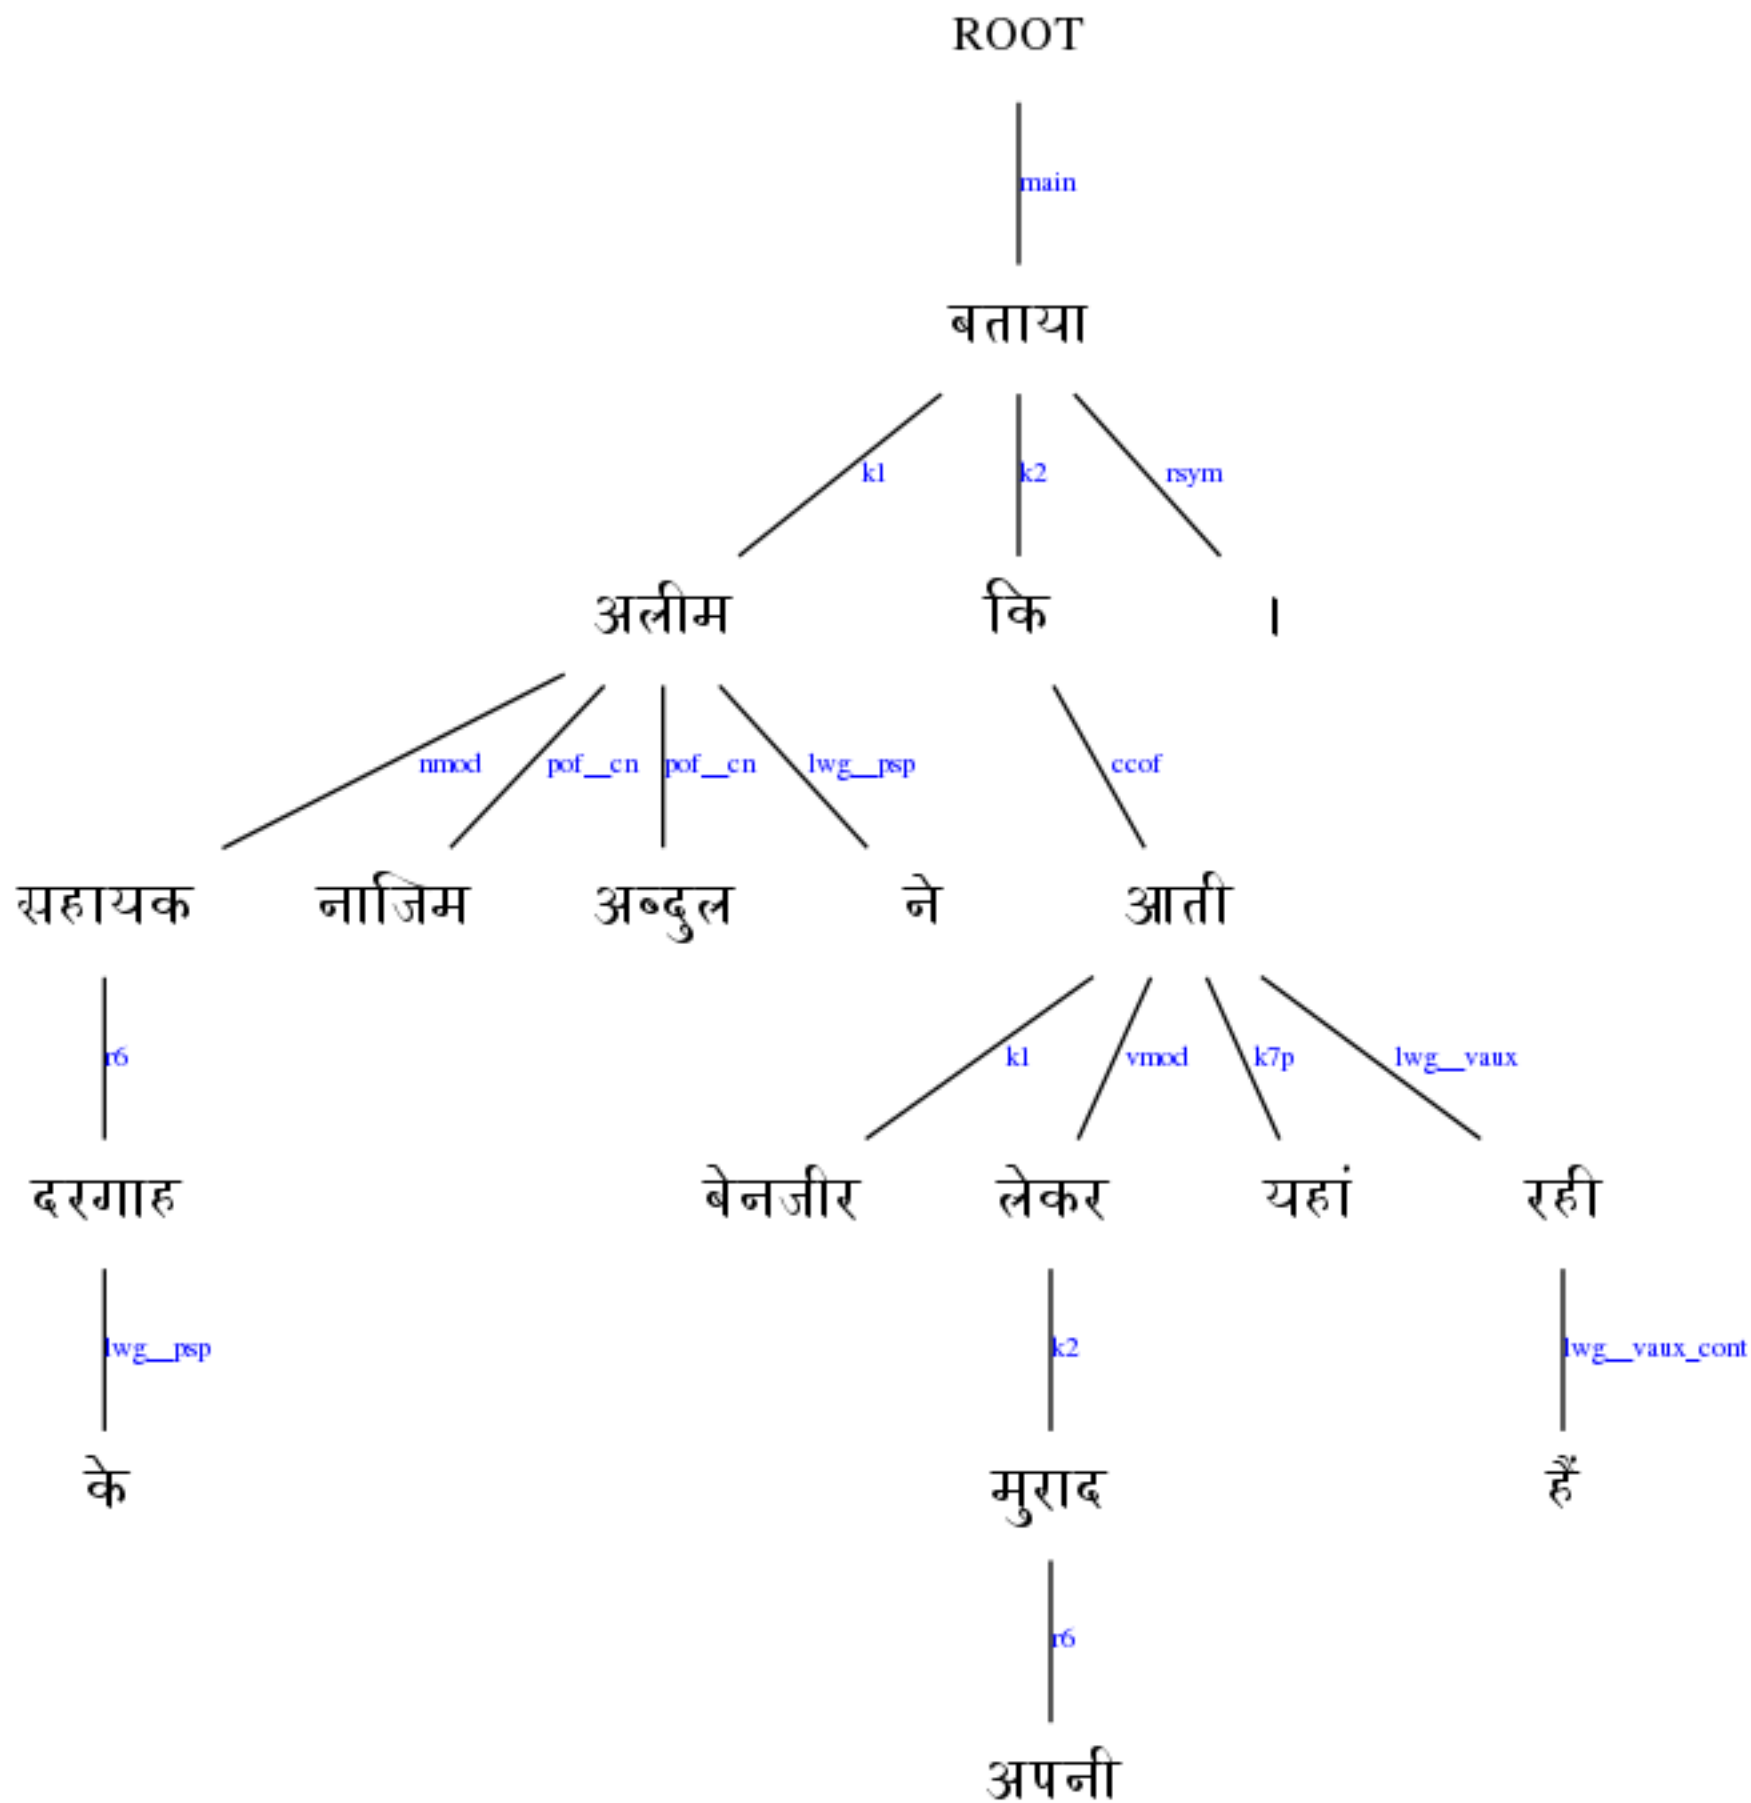 ROOT
main
बताया
k1 k2 rsym
अलीम कि ।
nmod pof__cn pof__cn lwg__psp ccof
सहायक नाजिम अब्दुल ने आती
r6 k1 vmod k7p lwg__vaux
दरगाह बेनजीर लेकर यहां रही
lwg__psp k2 lwg__vaux_cont
के मुराद हैं
r6
अपनी